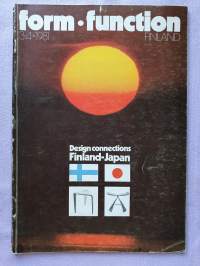 form • function
3-4•1981 FINLAND
Design connections
Finland-Japan